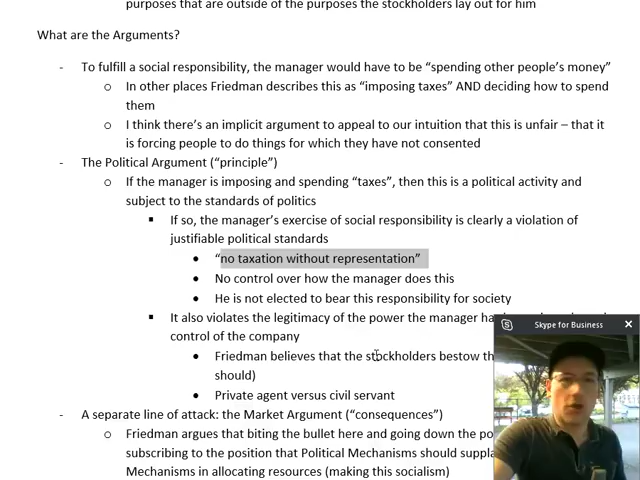 purposes that are outside of the purposes the stockholders lay out for him
What are the Arguments?
- To fulfill a social responsibility, the manager would have to be “spending other people’s money”
o In other places Friedman describes this as “imposing taxes” AND deciding how to spend
them
o I think there’s an implicit argument to appeal to our intuition that this is unfair – that it
is forcing people to do things for which they have not consented
- The Political Argument (“principle”)
o If the manager is imposing and spending “taxes”, then this is a political activity and
subject to the standards of politics
▪ If so, the manager’s exercise of social responsibility is clearly a violation of
justifiable political standards
• “no taxation without representation”
• No control over how the manager does this
• He is not elected to bear this responsibility for society
▪ It also violates the legitimacy of the power the manager
control of the company
• Friedman believes that the stockholders bestow
should)
• Private agent versus civil servant
- A separate line of attack: the Market Argument (“consequences”)
o Friedman argues that biting the bullet here and going down the
subscribing to the position that Political Mechanisms should
Mechanisms in allocating resources (making this socialism)
Skype for Business